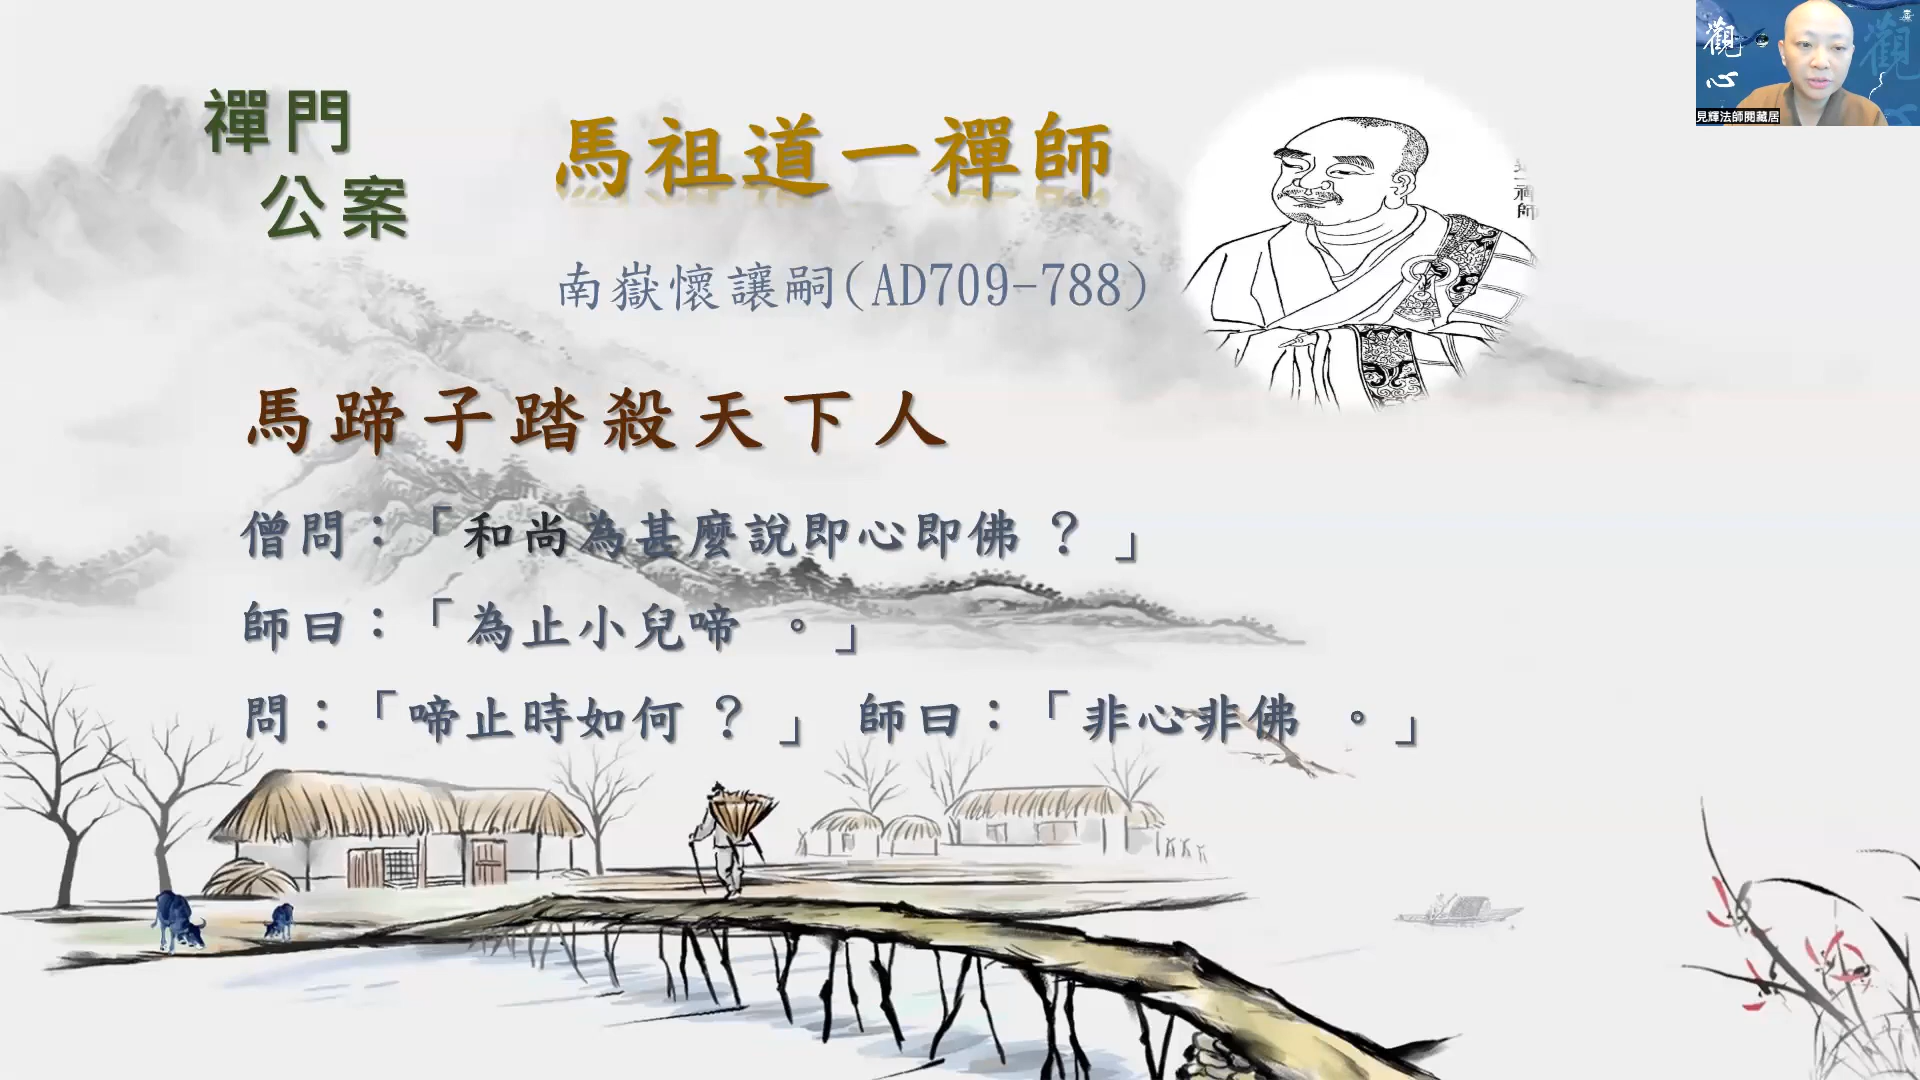 禪門
公案
馬祖道一禪師
南嶽懷讓嗣(AD709-788)
禪師
馬蹄子踏殺天下人
僧問：「和尚為甚麼說即心即佛 ? 」
師曰：「為止小兒啼 。」
問：「啼止時如何 ? 」 師曰：「非心非佛 。」
觀心
觀
見輝法師閱藏居